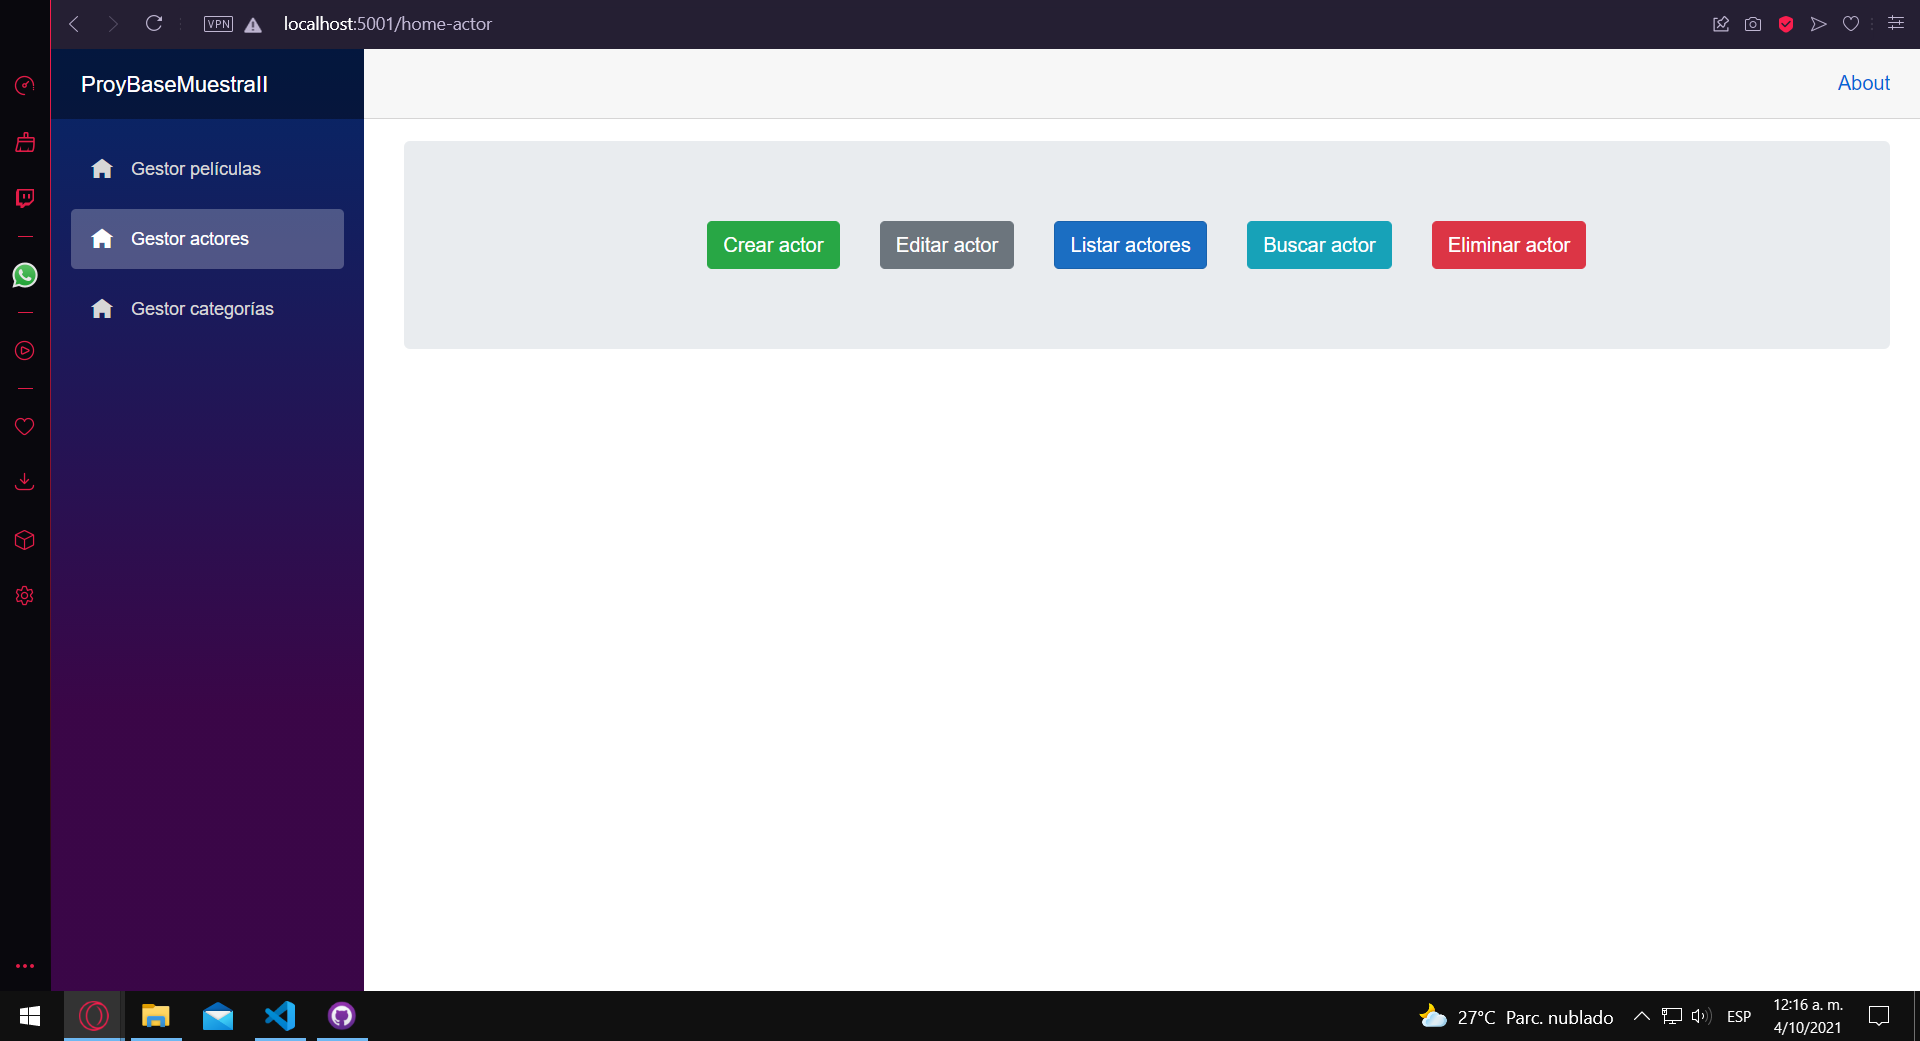 VPN
localhost:5001/home-actor
ProyBaseMuestraII
About
Gestor películas
Gestor actores
Gestor categorías
Crear actor
Editar actor
Listar actores
Buscar actor
Eliminar actor
27°C Parc. nublado
ESP
12:16 a. m.
4/10/2021